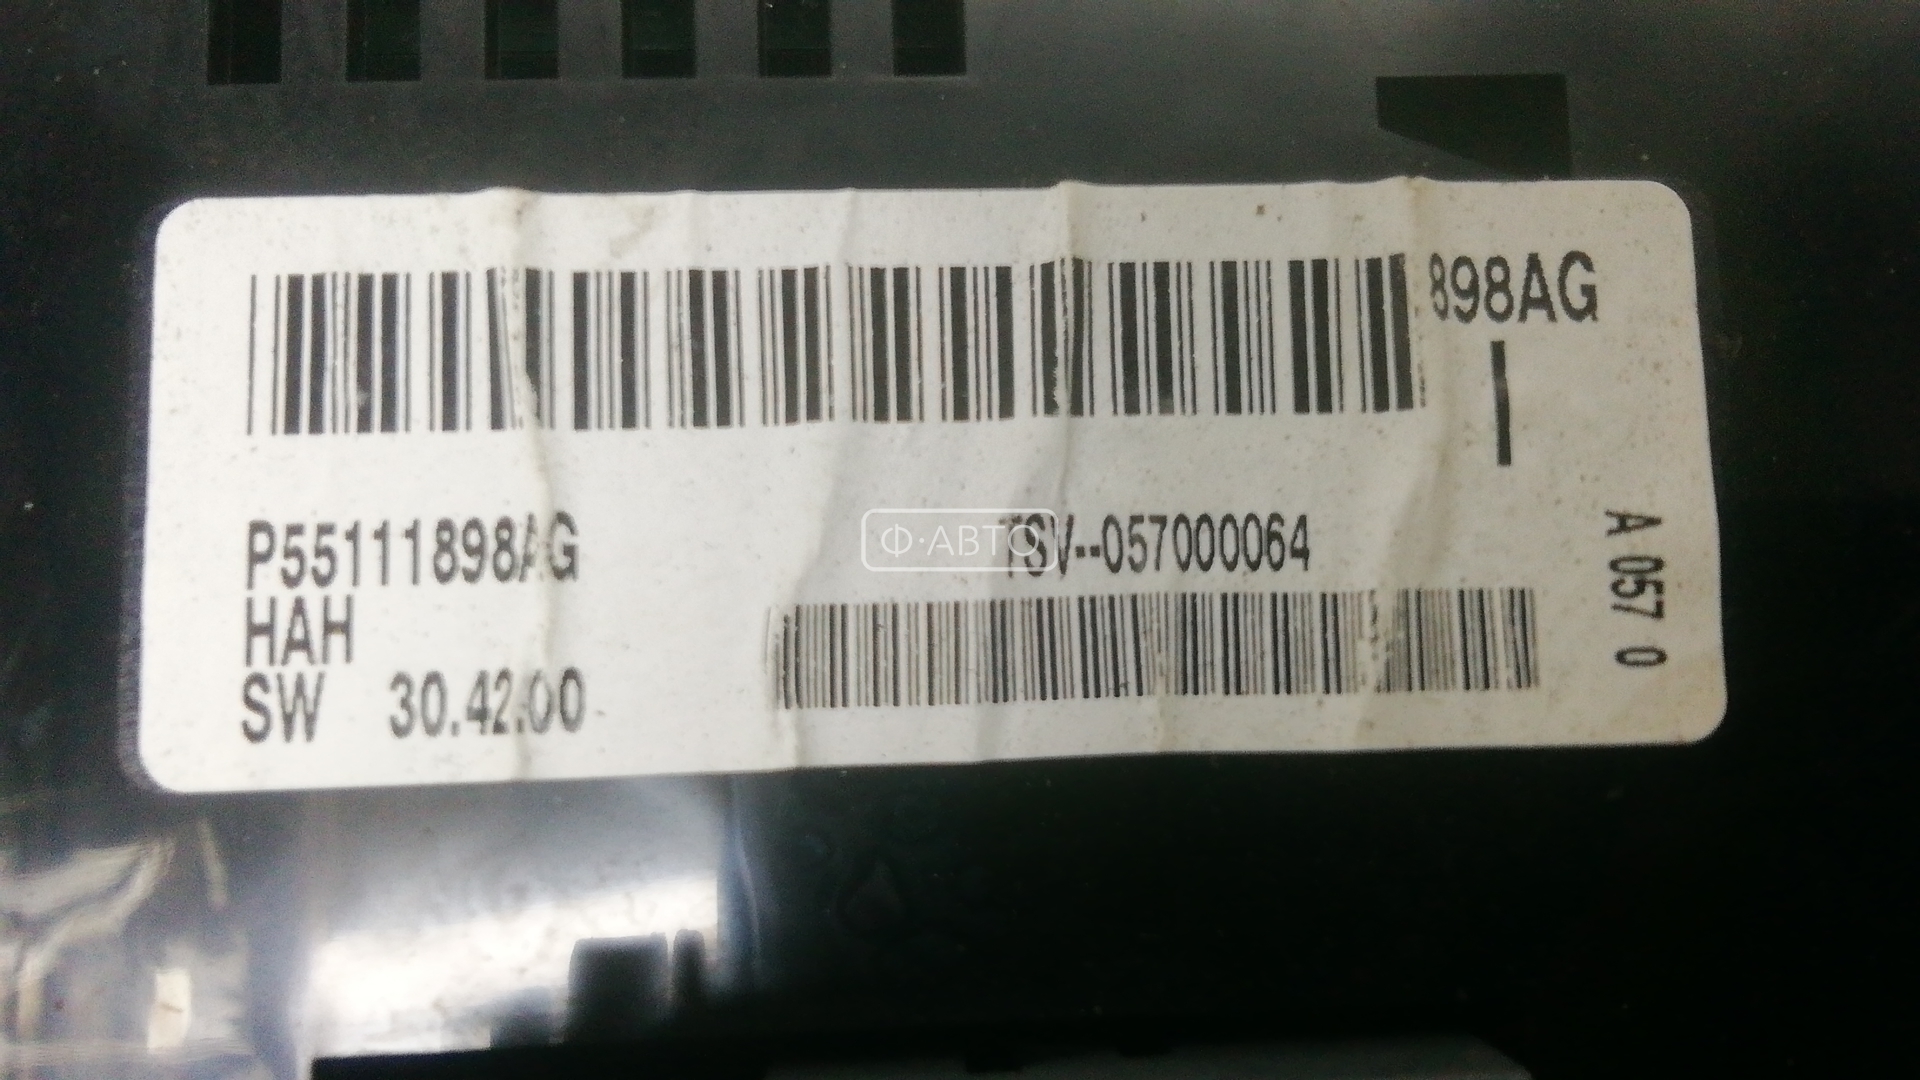 898AG
P55111898AG
HAH
SW 30.42.00
TSV--057000064
A 057 0
Ф·АВТО